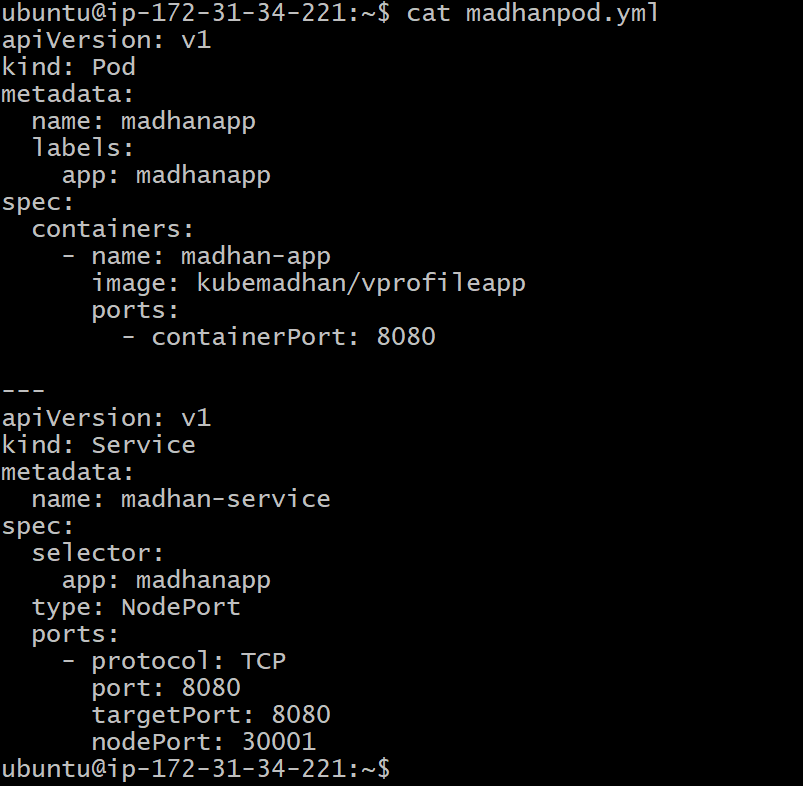 ubuntu@ip-172-31-34-221:~$ cat madhanpod.yml
apiVersion: v1
kind: Pod
metadata:
  name: madhanapp
  labels:
    app: madhanapp
spec:
  containers:
    - name: madhan-app
      image: kubemadhan/vprofileapp
      ports:
        - containerPort: 8080

---
apiVersion: v1
kind: Service
metadata:
  name: madhan-service
spec:
  selector:
    app: madhanapp
  type: NodePort
  ports:
    - protocol: TCP
      port: 8080
      targetPort: 8080
      nodePort: 30001
ubuntu@ip-172-31-34-221:~$